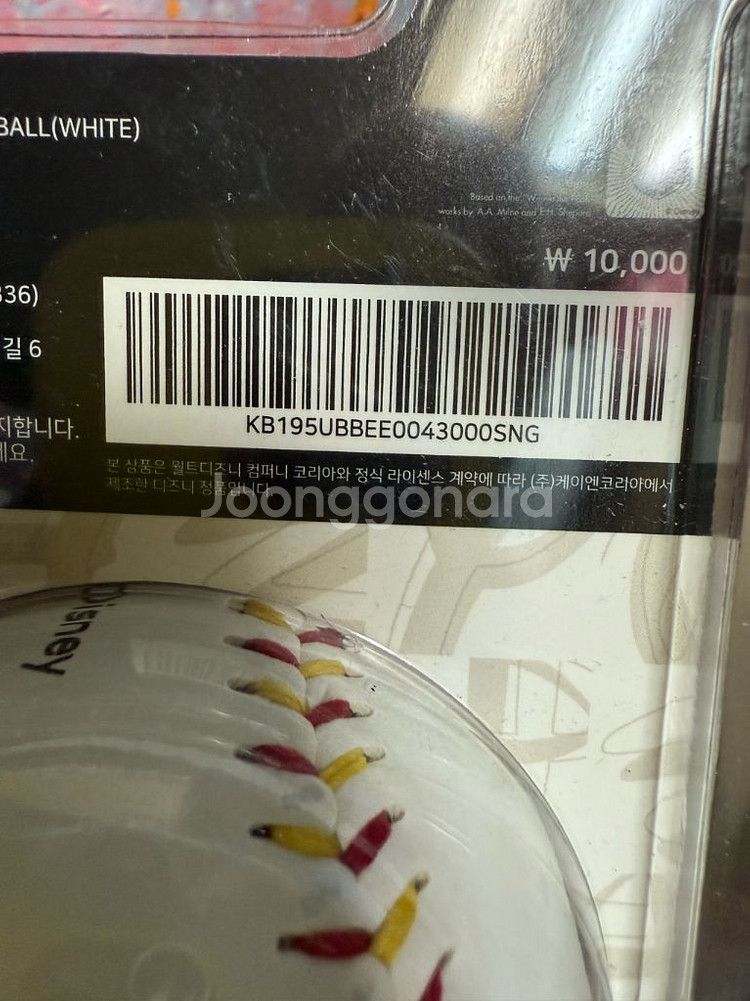 BALL(WHITE)
Based on the "Winnie the Pooh"
works by A.A. Milne and E.H. Shepard
₩ 10,000
336)
길 6
KB195UBBEE0043000SNG
지합니다.
세요.
본 상품은 월트디즈니 컴퍼니 코리아와 정식 라이센스 계약에 따라 (주)케이엔코리아에서
제조한 디즈니 정품입니다.
Joonggonara
Disney